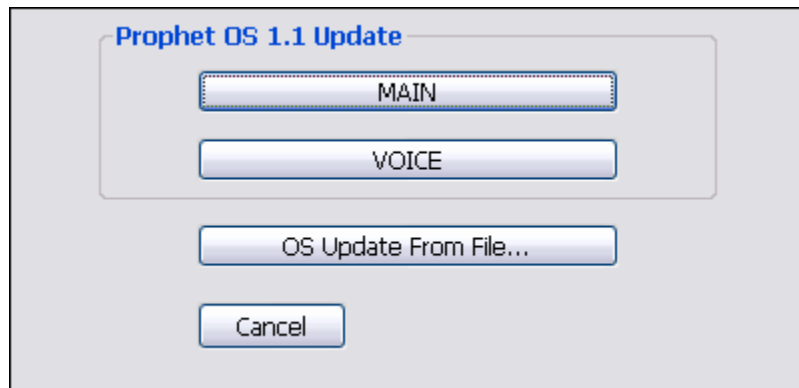 Prophet OS 1.1 Update
MAIN
VOICE
OS Update From File...
Cancel